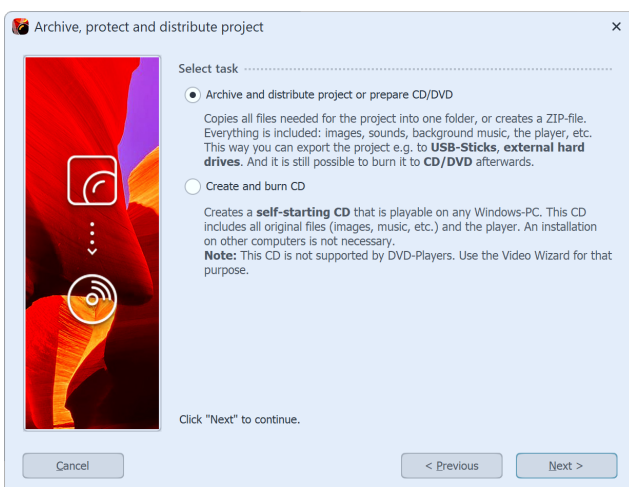 Archive, protect and distribute project
Select task
Archive and distribute project or prepare CD/DVD
Copies all files needed for the project into one folder, or creates a ZIP-file.
Everything is included: images, sounds, background music, the player, etc.
This way you can export the project e.g. to USB-Sticks, external hard
drives. And it is still possible to burn it to CD/DVD afterwards.
Create and burn CD
Creates a self-starting CD that is playable on any Windows-PC. This CD
includes all original files (images, music, etc.) and the player. An installation
on other computers is not necessary.
Note: This CD is not supported by DVD-Players. Use the Video Wizard for that
purpose.
Click "Next" to continue.
Cancel
< Previous
Next >